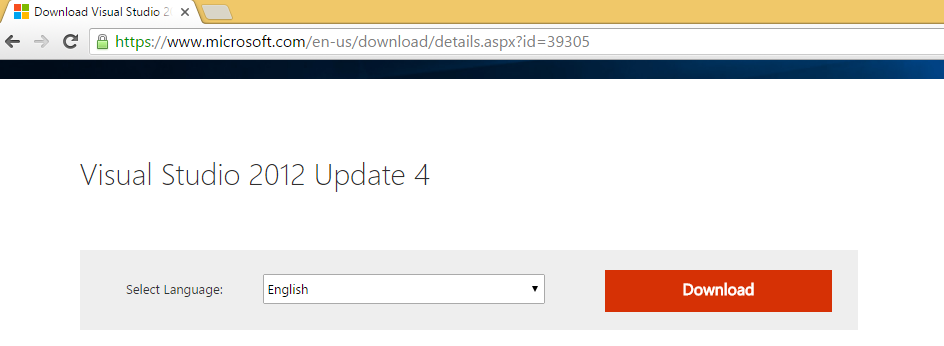 Download Visual Studio 2
https://www.microsoft.com/en-us/download/details.aspx?id=39305
Visual Studio 2012 Update 4
Select Language: English Download